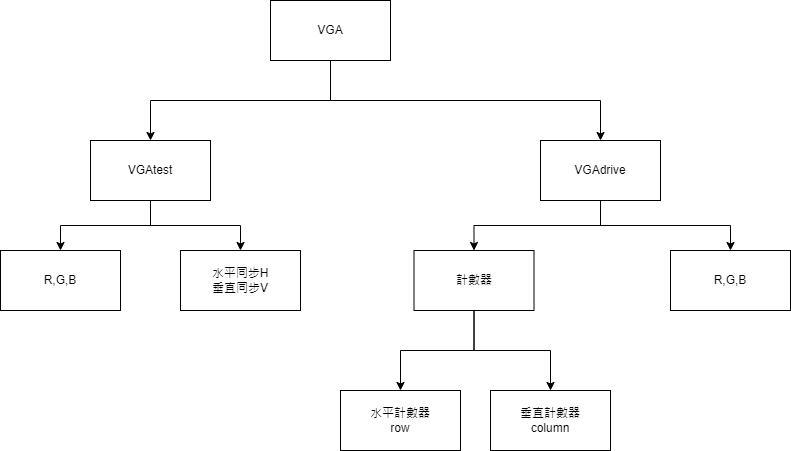 VGA
VGAtest
VGAdrive
R,G,B
水平同步H
垂直同步V
計數器
R,G,B
水平計數器
row
垂直計數器
column